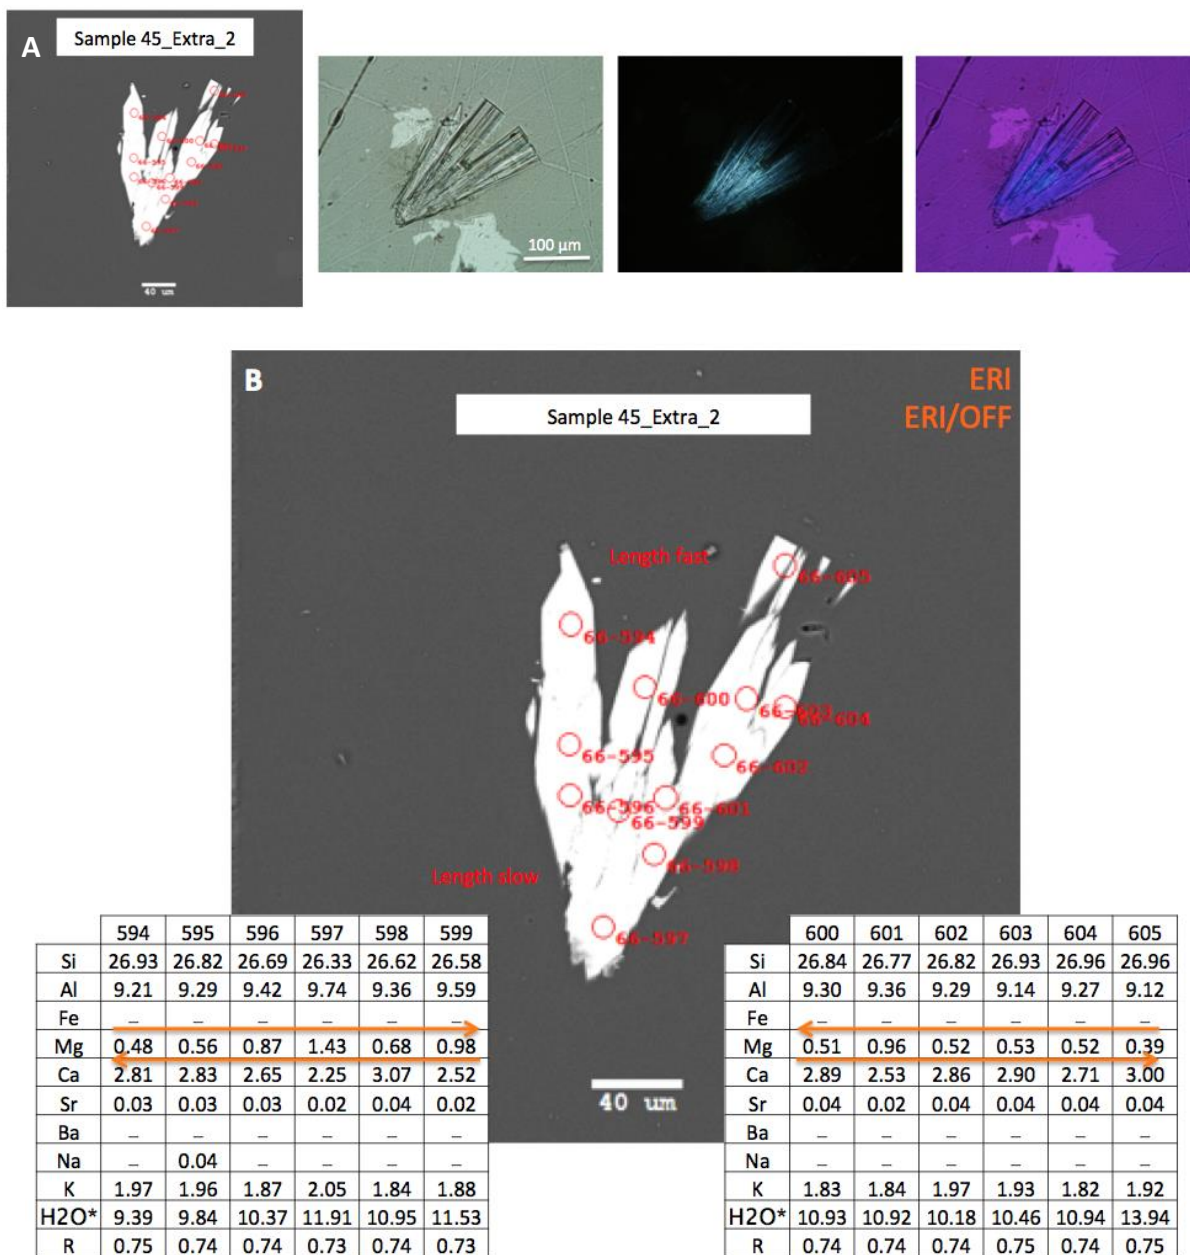 A
Sample 45_Extra_2
40 um
100 µm
B
ERI
ERI/OFF
Sample 45_Extra_2
Length fast
66-605
66-594
66-600
66-603
66-604
66-595
66-602
66-596
66-601
66-599
66-598
Length slow
66-597
40 um
594 595 596 597 598 599
Si 26.93 26.82 26.69 26.33 26.62 26.58
Al 9.21 9.29 9.42 9.74 9.36 9.59
Fe – – – – – –
Mg 0.48 0.56 0.87 1.43 0.68 0.98
Ca 2.81 2.83 2.65 2.25 3.07 2.52
Sr 0.03 0.03 0.03 0.02 0.04 0.02
Ba – – – – – –
Na – 0.04 – – – –
K 1.97 1.96 1.87 2.05 1.84 1.88
H2O* 9.39 9.84 10.37 11.91 10.95 11.53
R 0.75 0.74 0.74 0.73 0.74 0.73
600 601 602 603 604 605
Si 26.84 26.77 26.82 26.93 26.96 26.96
Al 9.30 9.36 9.29 9.14 9.27 9.12
Fe – – – – – –
Mg 0.51 0.96 0.52 0.53 0.52 0.39
Ca 2.89 2.53 2.86 2.90 2.71 3.00
Sr 0.04 0.02 0.04 0.04 0.04 0.04
Ba – – – – – –
Na – – – – – –
K 1.83 1.84 1.97 1.93 1.82 1.92
H2O* 10.93 10.92 10.18 10.46 10.94 13.94
R 0.74 0.74 0.74 0.75 0.74 0.75